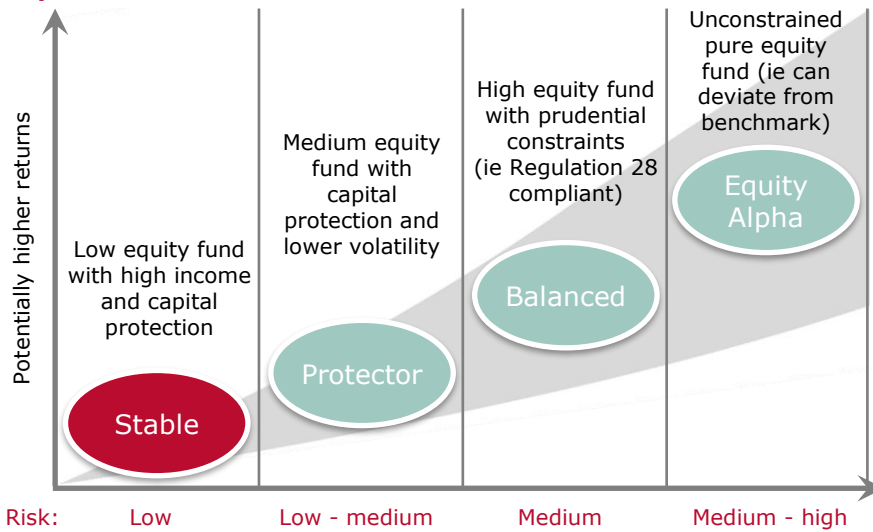 Potentially higher returns
Low equity fund
with high income
and capital
protection
Stable
Medium equity
fund with
capital
protection and
lower volatility
Protector
High equity fund
with prudential
constraints
(ie Regulation 28
compliant)
Balanced
Unconstrained
pure equity
fund (ie can
deviate from
benchmark)
Equity
Alpha
Risk: Low Low - medium Medium Medium - high